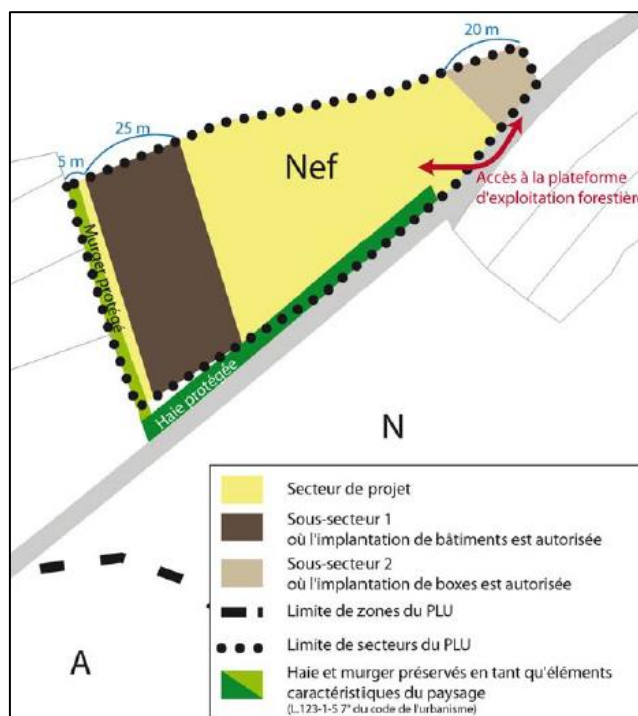 20 m
25 m
5 m
Nef
Accès à la plateforme
d'exploitation forestière
Murger protégé
Haie protégée
N
Secteur de projet
Sous-secteur 1
où l'implantation de bâtiments est autorisée
Sous-secteur 2
où l'implantation de boxes est autorisée
Limite de zones du PLU
Limite de secteurs du PLU
A
Haie et murger préservés en tant qu'éléments
caractéristiques du paysage
(L.123-1-5 7° du code de l'urbanisme)